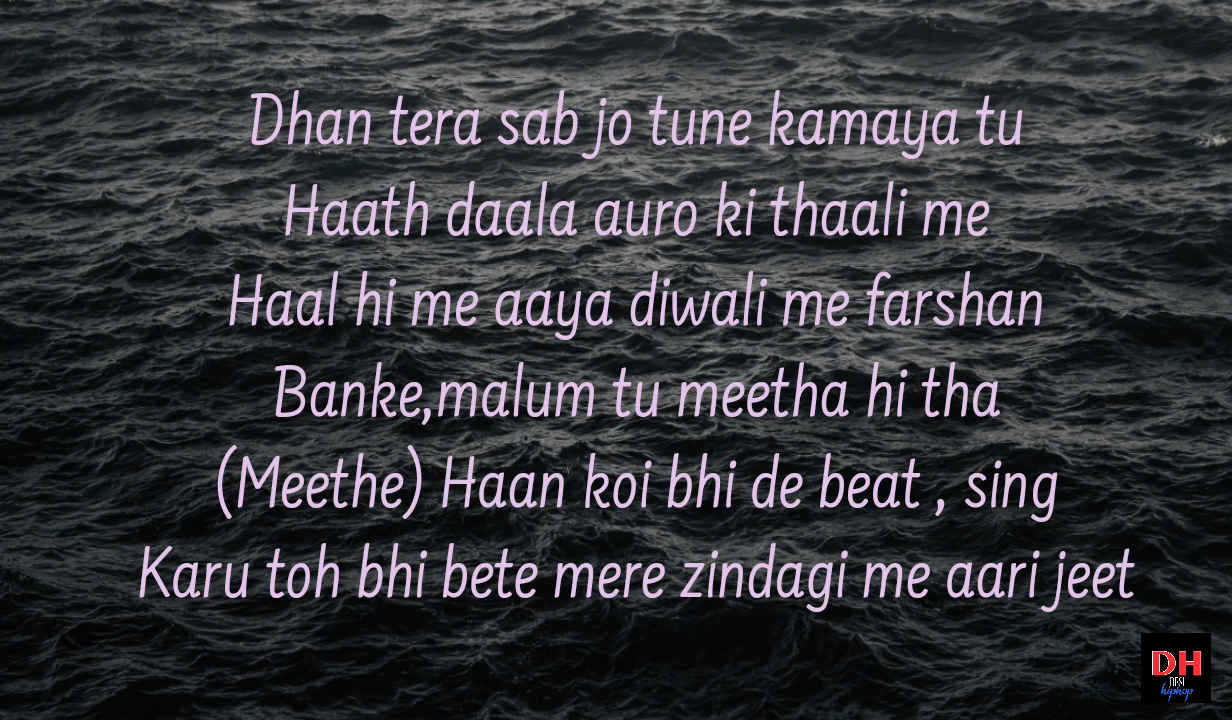 Dhan tera sab jo tune kamaya tu
Haath daala auro ki thaali me
Haal hi me aaya diwali me farshan
Banke,malum tu meetha hi tha
(Meethe) Haan koi bhi de beat , sing
Karu toh bhi bete mere zindagi me aari jeet
DH
DESI
hiphop